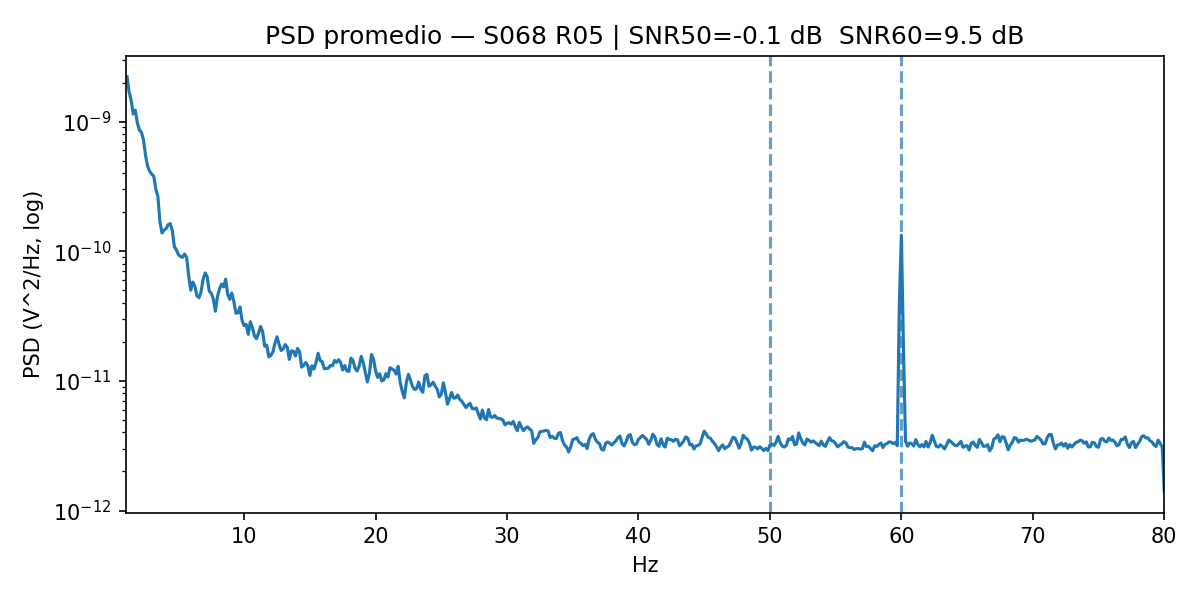 PSD promedio — S068 R05 | SNR50=-0.1 dB  SNR60=9.5 dB
PSD (V^2/Hz, log)
10^-9
10^-10
10^-11
10^-12
10 20 30 40 50 60 70 80
Hz